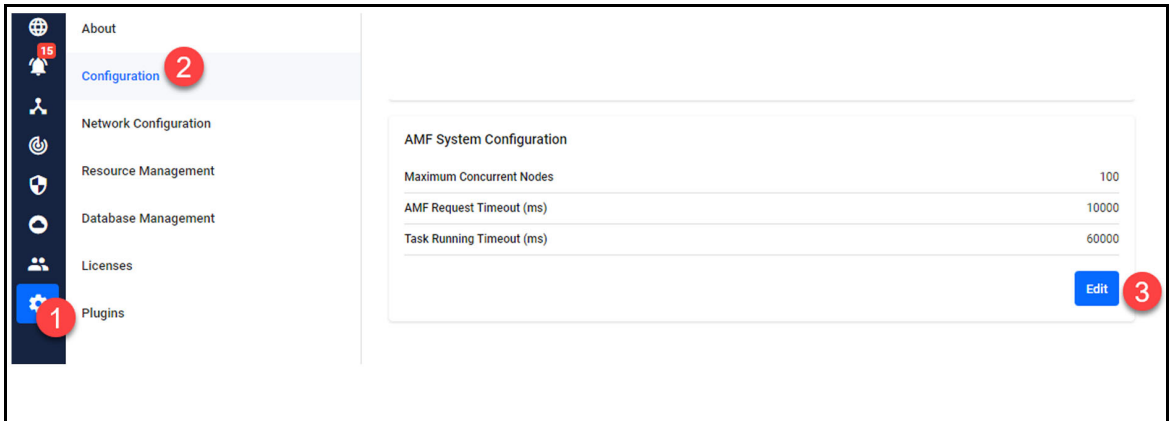 About
15
Configuration
2
Network Configuration
AMF System Configuration
Resource Management
Maximum Concurrent Nodes 100
AMF Request Timeout (ms) 10000
Database Management
Task Running Timeout (ms) 60000
Licenses
Edit
3
1
Plugins